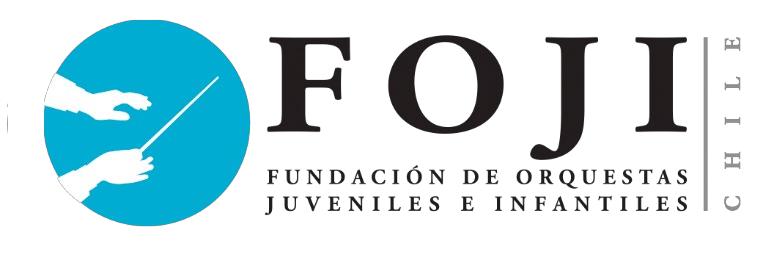 FOJI
FUNDACIÓN DE ORQUESTAS
JUVENILES E INFANTILES
CHILE